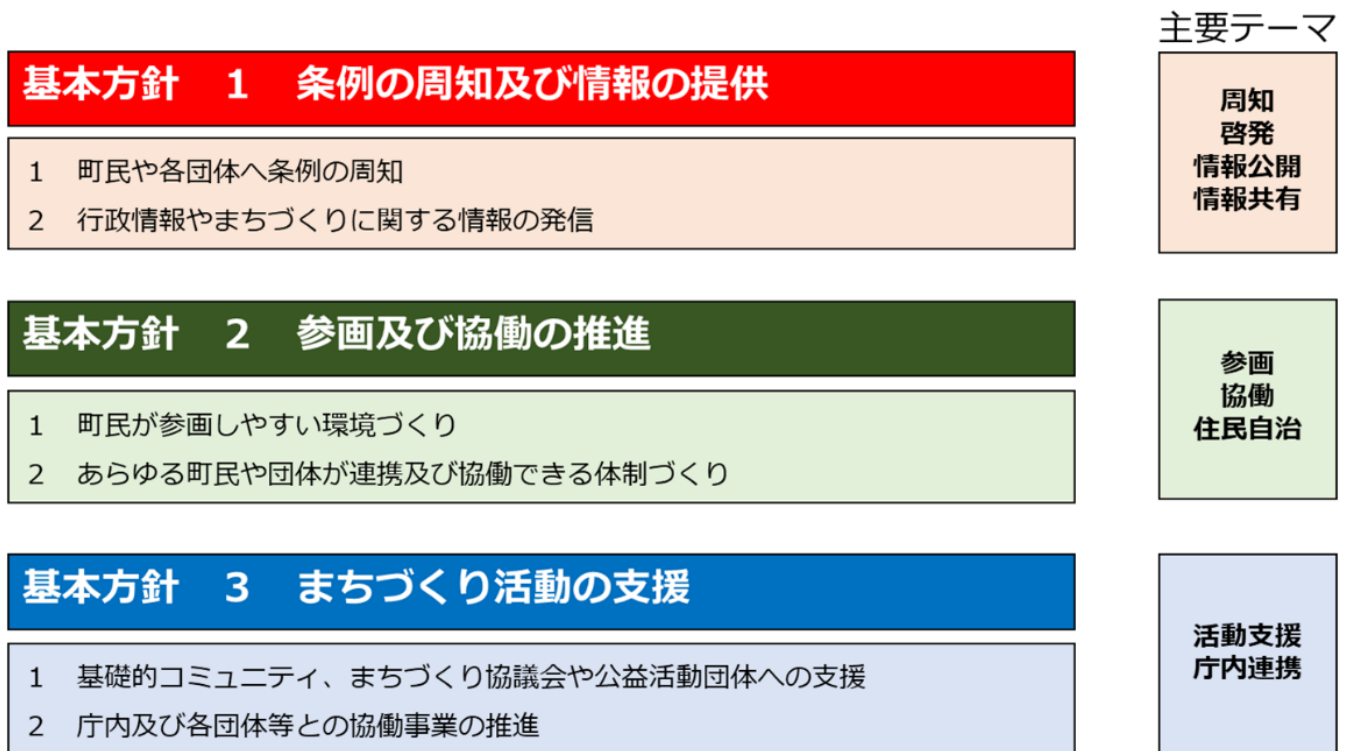 主要テーマ
基本方針　1　条例の周知及び情報の提供
1　町民や各団体へ条例の周知
2　行政情報やまちづくりに関する情報の発信
周知
啓発
情報公開
情報共有
基本方針　2　参画及び協働の推進
1　町民が参画しやすい環境づくり
2　あらゆる町民や団体が連携及び協働できる体制づくり
参画
協働
住民自治
基本方針　3　まちづくり活動の支援
1　基礎的コミュニティ、まちづくり協議会や公益活動団体への支援
2　庁内及び各団体等との協働事業の推進
活動支援
庁内連携